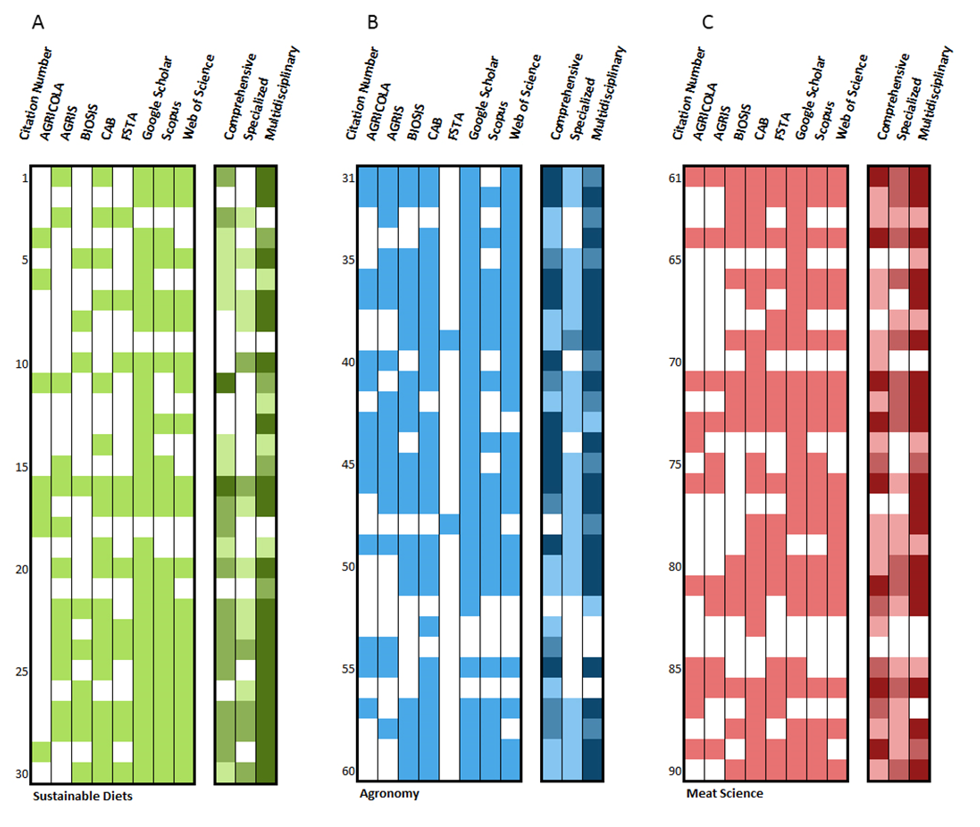 A
Citation Number
AGRICOLA
AGRIS
BIOSIS
CAB
FSTA
Google Scholar
Scopus
Web of Science
Comprehensive
Specialized
Multidisciplinary
1
5
10
15
20
25
30
Sustainable Diets
B
Citation Number
AGRICOLA
AGRIS
BIOSIS
CAB
FSTA
Google Scholar
Scopus
Web of Science
Comprehensive
Specialized
Multidisciplinary
31
35
40
45
50
55
60
Agronomy
C
Citation Number
AGRICOLA
AGRIS
BIOSIS
CAB
FSTA
Google Scholar
Scopus
Web of Science
Comprehensive
Specialized
Multidisciplinary
61
65
70
75
80
85
90
Meat Science